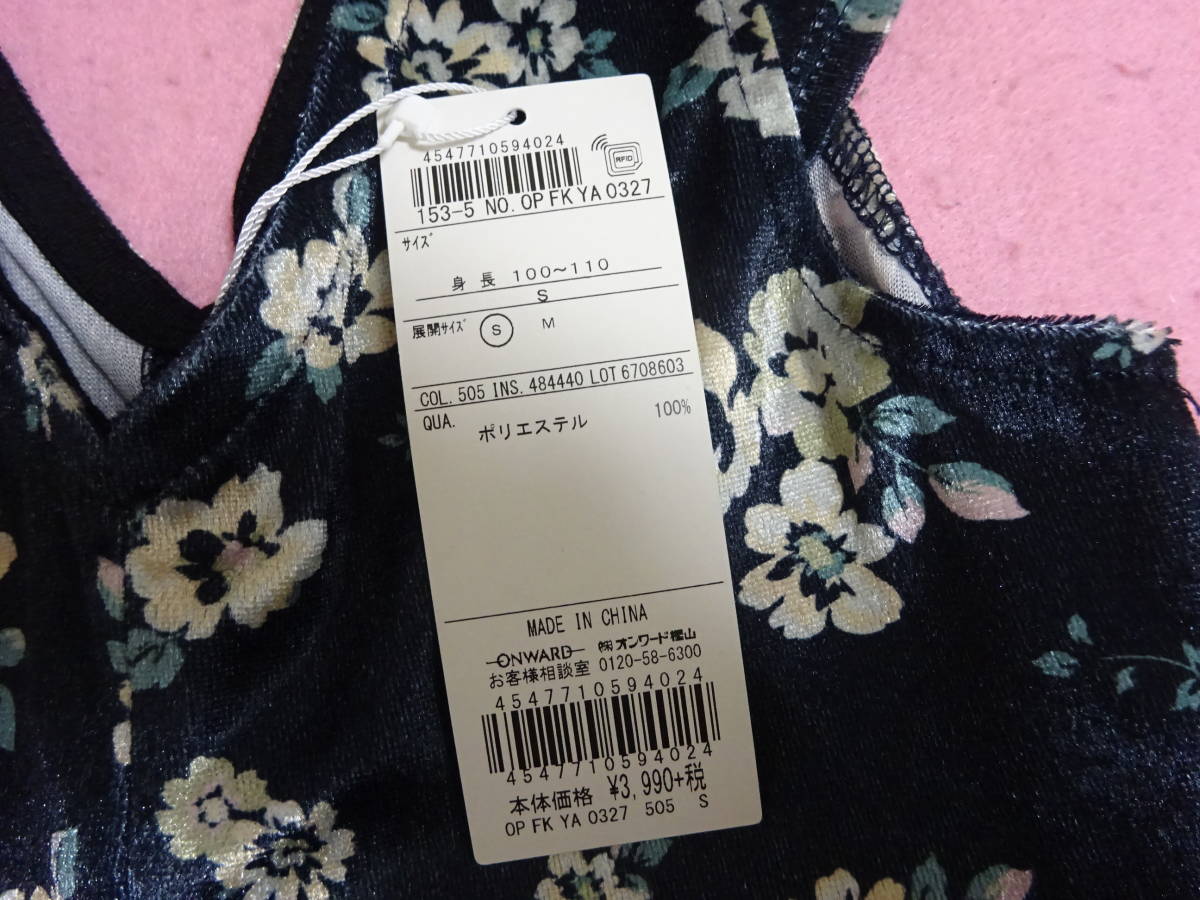 4547710594024
RFID
153-5 NO. OP FK YA 0327
サイズ
身長 100~110
S
展開サイズ S M
COL. 505 INS. 484440 LOT 6708603
QUA. ポリエステル 100%
MADE IN CHINA
ONWARD ㈱オンワード樫山
お客様相談室 0120-58-6300
4547710594024
4547710594024
本体価格 ¥3,990+税
OP FK YA 0327 505 S